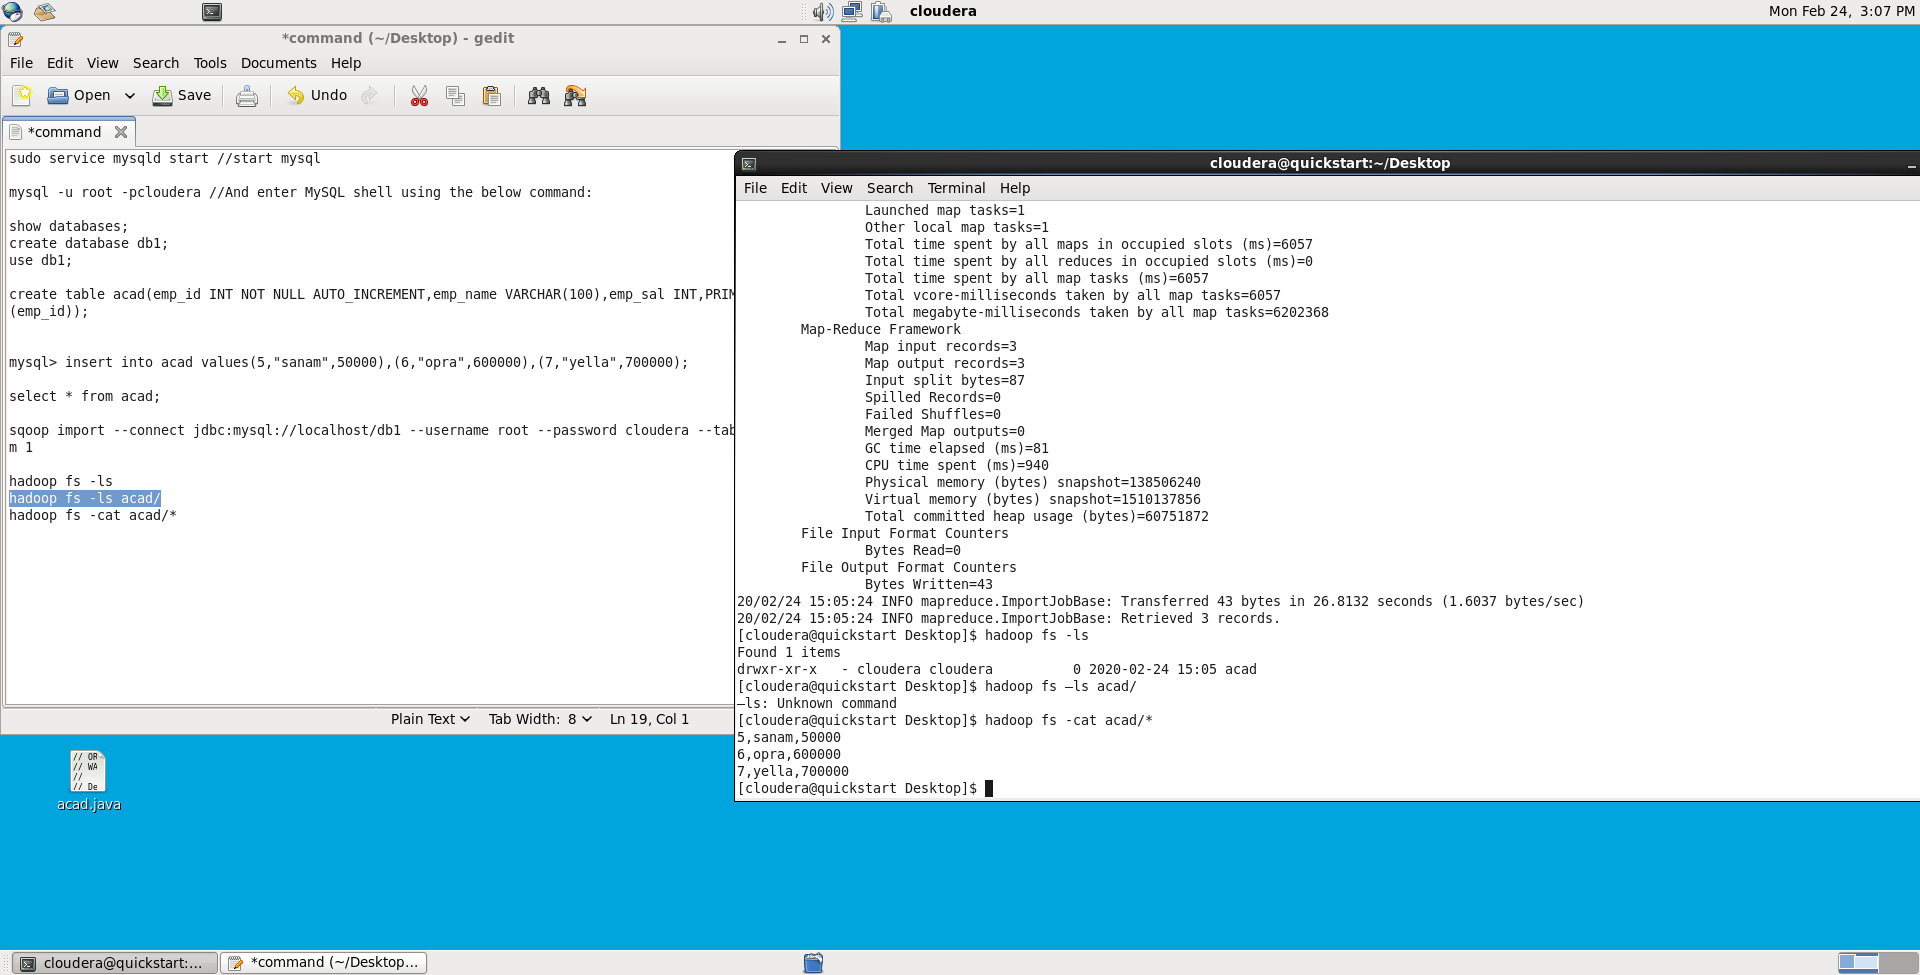 cloudera
Mon Feb 24, 3:07 PM
*command (~/Desktop) - gedit
File Edit View Search Tools Documents Help
Open Save Undo
*command
sudo service mysqld start //start mysql
mysql -u root -pcloudera //And enter MySQL shell using the below command:
show databases;
create database db1;
use db1;
create table acad(emp_id INT NOT NULL AUTO_INCREMENT,emp_name VARCHAR(100),emp_sal INT,PRIM
(emp_id));
mysql> insert into acad values(5,"sanam",50000),(6,"opra",600000),(7,"yella",700000);
select * from acad;
sqoop import --connect jdbc:mysql://localhost/db1 --username root --password cloudera --tab
m 1
hadoop fs -ls
hadoop fs -ls acad/
hadoop fs -cat acad/*
Plain Text Tab Width: 8 Ln 19, Col 1
cloudera@quickstart:~/Desktop
File Edit View Search Terminal Help
Launched map tasks=1
Other local map tasks=1
Total time spent by all maps in occupied slots (ms)=6057
Total time spent by all reduces in occupied slots (ms)=0
Total time spent by all map tasks (ms)=6057
Total vcore-milliseconds taken by all map tasks=6057
Total megabyte-milliseconds taken by all map tasks=6202368
Map-Reduce Framework
Map input records=3
Map output records=3
Input split bytes=87
Spilled Records=0
Failed Shuffles=0
Merged Map outputs=0
GC time elapsed (ms)=81
CPU time spent (ms)=940
Physical memory (bytes) snapshot=138506240
Virtual memory (bytes) snapshot=1510137856
Total committed heap usage (bytes)=60751872
File Input Format Counters
Bytes Read=0
File Output Format Counters
Bytes Written=43
20/02/24 15:05:24 INFO mapreduce.ImportJobBase: Transferred 43 bytes in 26.8132 seconds (1.6037 bytes/sec)
20/02/24 15:05:24 INFO mapreduce.ImportJobBase: Retrieved 3 records.
[cloudera@quickstart Desktop]$ hadoop fs -ls
Found 1 items
drwxr-xr-x - cloudera cloudera 0 2020-02-24 15:05 acad
[cloudera@quickstart Desktop]$ hadoop fs –ls acad/
–ls: Unknown command
[cloudera@quickstart Desktop]$ hadoop fs -cat acad/*
5,sanam,50000
6,opra,600000
7,yella,700000
[cloudera@quickstart Desktop]$
// OR
// WA
//
// De
acad.java
cloudera@quickstart:...
*command (~/Desktop...